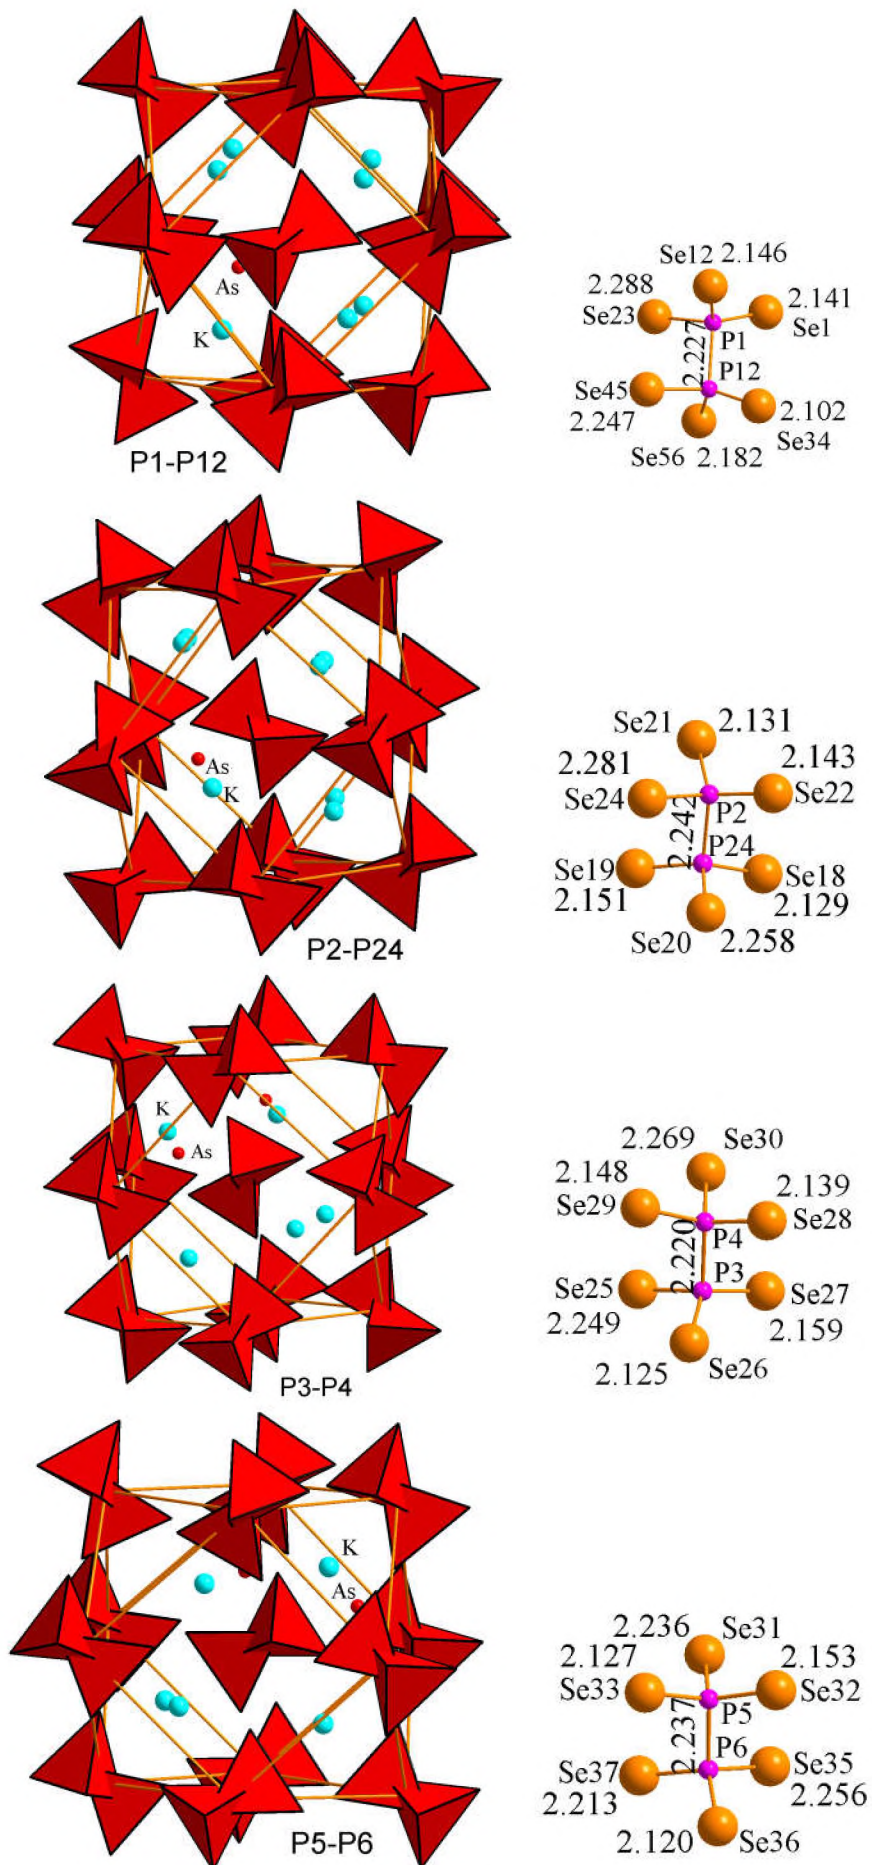 As
K
P1-P12
Se12 2.146
2.288 2.141
Se23 Se1
P1
2.227
P12
Se45
2.247 2.102
Se34
Se56 2.182
As
K
P2-P24
Se21 2.131
2.281 2.143
Se24 Se22
P2
2.242
P24
Se19 Se18
2.151 2.129
Se20 2.258
K
As
P3-P4
2.269 Se30
2.148 2.139
Se29 Se28
P4
2.220
P3
Se25 Se27
2.249 2.159
2.125 Se26
K
As
P5-P6
2.236 Se31
2.127 2.153
Se33 Se32
P5
2.237
P6
Se37 Se35
2.213 2.256
2.120 Se36